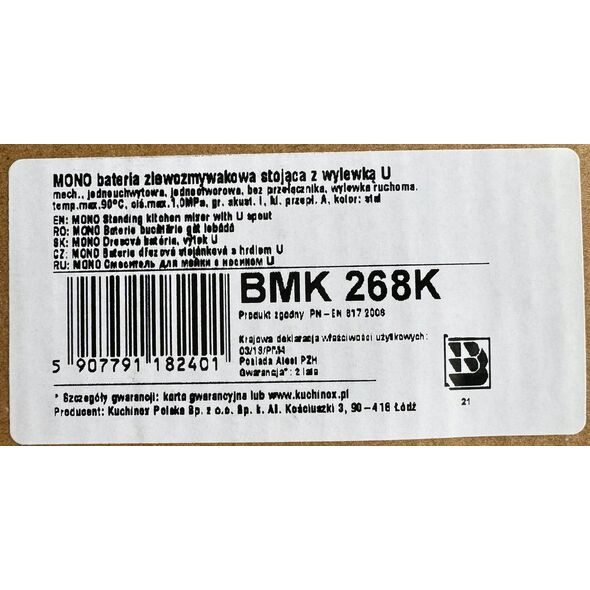 MONO bateria zlewozmywakowa stojąca z wylewką U
mech., jednouchwytowa, jednootworowa, bez przełącznika, wylewka ruchoma,
temp.max.90°C, ciś.max.1,0MPa, gr. akust. I, kl. przepł. A, kolor: stal
EN: MONO Standing kitchen mixer with U spout
RO: MONO Baterie bucătărie gât lebădă
SK: MONO Drezová batéria, výtok U
CZ: MONO Baterie dřezová stojánková s hrdlem U
RU: MONO Смеситель для мойки с носиком U
BMK 268K
Produkt zgodny PN-EN 817 2008
Krajowa deklaracja właściwości użytkowych:
03/13/
Posiada Atest PZH
Gwarancja*: 2 lata
5 907791 182401
* Szczegóły gwarancji: karta gwarancyjna lub www.kuchinox.pl
Producent: Kuchinox Polska Sp. z o.o. Sp. k. Al. Kościuszki 3, 90-418 Łódź
21